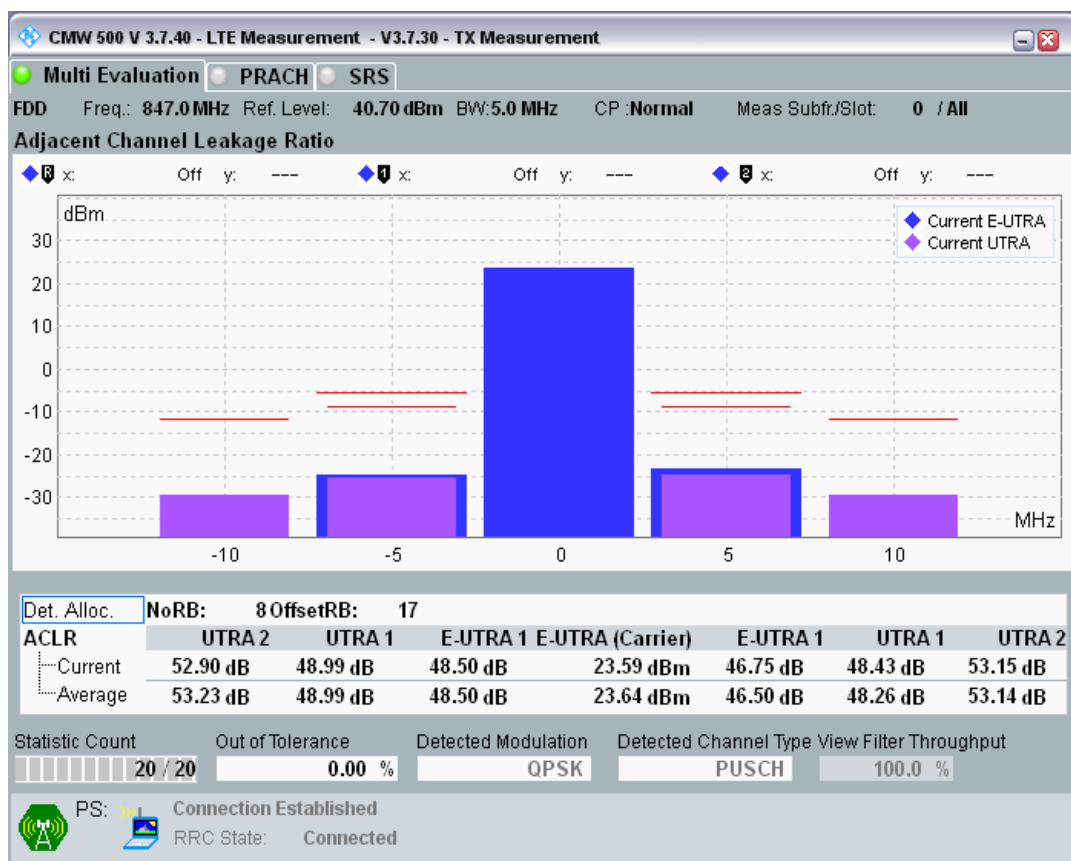 CMW 500 V 3.7.40 - LTE Measurement - V3.7.30 - TX Measurement
Multi Evaluation PRACH SRS
FDD Freq.: 847.0 MHz Ref. Level: 40.70 dBm BW:5.0 MHz CP :Normal Meas Subfr./Slot: 0 / All
Adjacent Channel Leakage Ratio
R x: Off y: --- 1 x: Off y: --- 2 x: Off y: ---
dBm
Current E-UTRA
Current UTRA
30
20
10
0
-10
-20
-30
MHz
-10 -5 0 5 10
Det. Alloc. NoRB: 8 OffsetRB: 17
ACLR UTRA 2 UTRA 1 E-UTRA 1 E-UTRA (Carrier) E-UTRA 1 UTRA 1 UTRA 2
Current 52.90 dB 48.99 dB 48.50 dB 23.59 dBm 46.75 dB 48.43 dB 53.15 dB
Average 53.23 dB 48.99 dB 48.50 dB 23.64 dBm 46.50 dB 48.26 dB 53.14 dB
Statistic Count Out of Tolerance Detected Modulation Detected Channel Type View Filter Throughput
20 / 20 0.00 % QPSK PUSCH 100.0 %
PS: Connection Established
RRC State: Connected